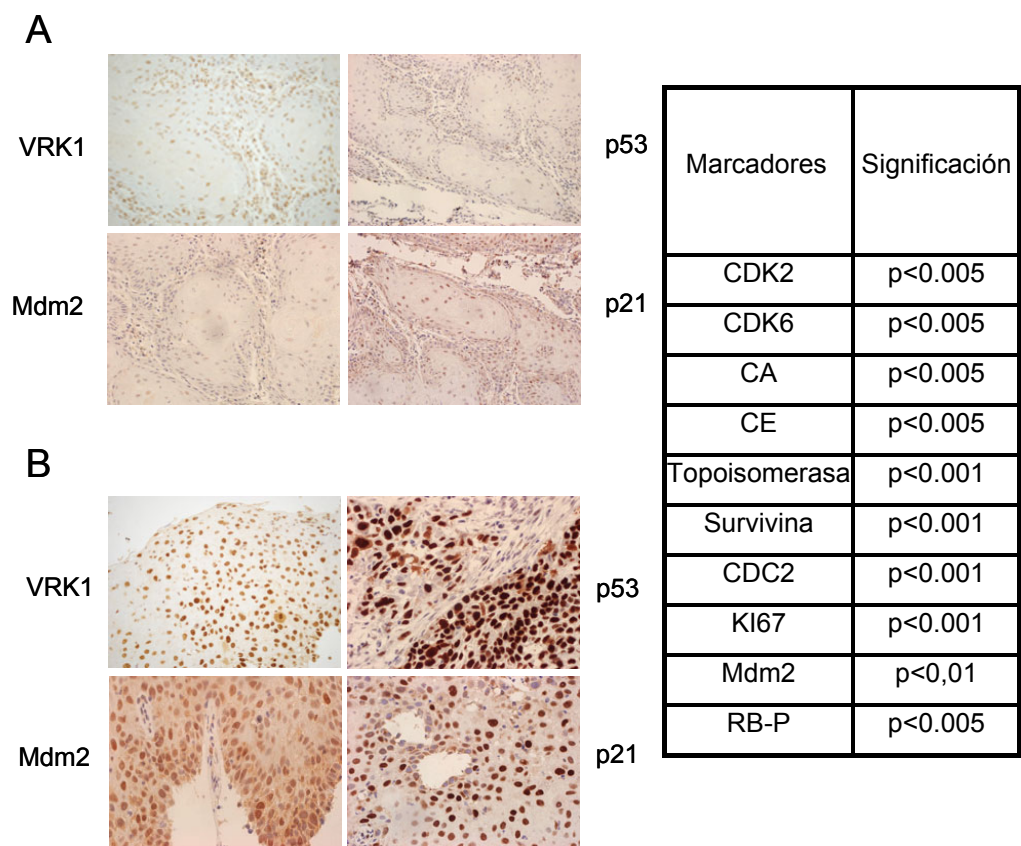 A
VRK1
p53
Mdm2
p21
B
VRK1
p53
Mdm2
p21
Marcadores Significación
CDK2 p<0.005
CDK6 p<0.005
CA p<0.005
CE p<0.005
Topoisomerasa p<0.001
Survivina p<0.001
CDC2 p<0.001
KI67 p<0.001
Mdm2 p<0,01
RB-P p<0.005